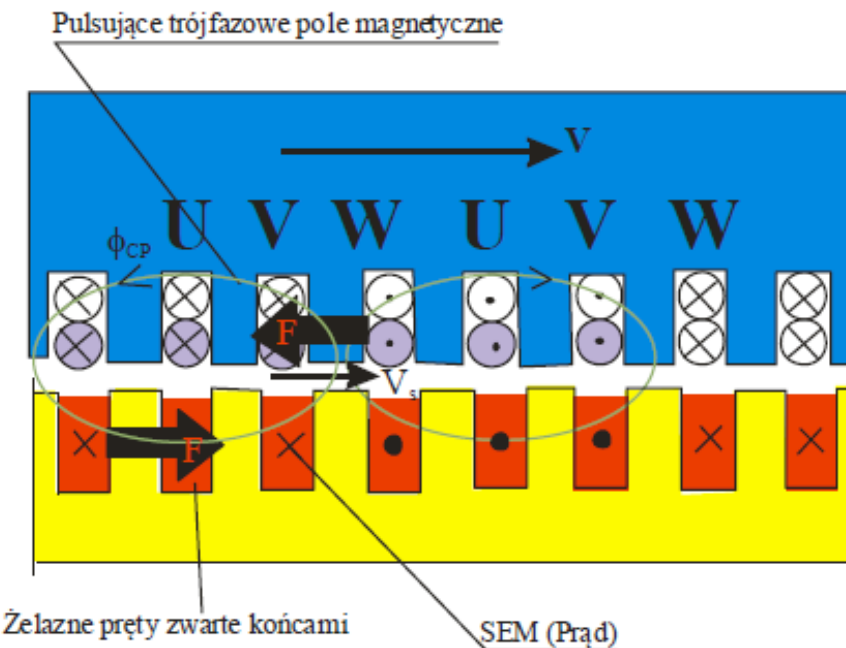 Pulsujące trójfazowe pole magnetyczne
V
U V W U V W
ϕCP
F
Vs
F
Żelazne pręty zwarte końcami
SEM (Prąd)